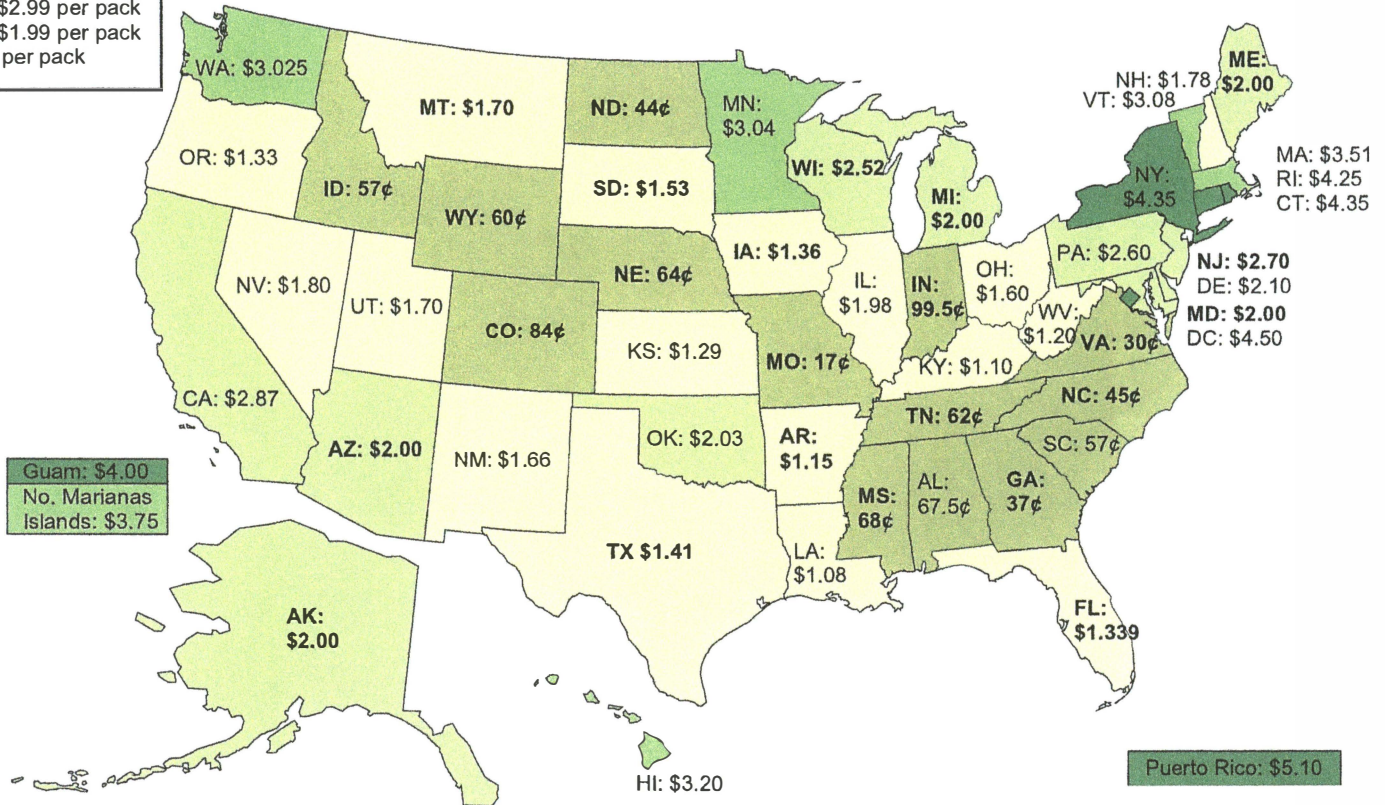 $2.99 per pack
$1.99 per pack
per pack
WA: $3.025
MT: $1.70
ND: 44¢
MN:
$3.04
NH: $1.78
VT: $3.08
ME:
$2.00
OR: $1.33
ID: 57¢
WY: 60¢
SD: $1.53
WI: $2.52
MI:
$2.00
NY:
$4.35
MA: $3.51
RI: $4.25
CT: $4.35
NV: $1.80
UT: $1.70
CO: 84¢
NE: 64¢
IA: $1.36
IL:
$1.98
IN:
99.5¢
OH:
$1.60
PA: $2.60
NJ: $2.70
DE: $2.10
MD: $2.00
DC: $4.50
WV:
$1.20
VA: 30¢
CA: $2.87
KS: $1.29
MO: 17¢
KY: $1.10
AZ: $2.00
NM: $1.66
OK: $2.03
AR:
$1.15
TN: 62¢
NC: 45¢
SC: 57¢
MS:
68¢
AL:
67.5¢
GA:
37¢
Guam: $4.00
No. Marianas
Islands: $3.75
TX $1.41
LA:
$1.08
FL:
$1.339
AK:
$2.00
HI: $3.20
Puerto Rico: $5.10